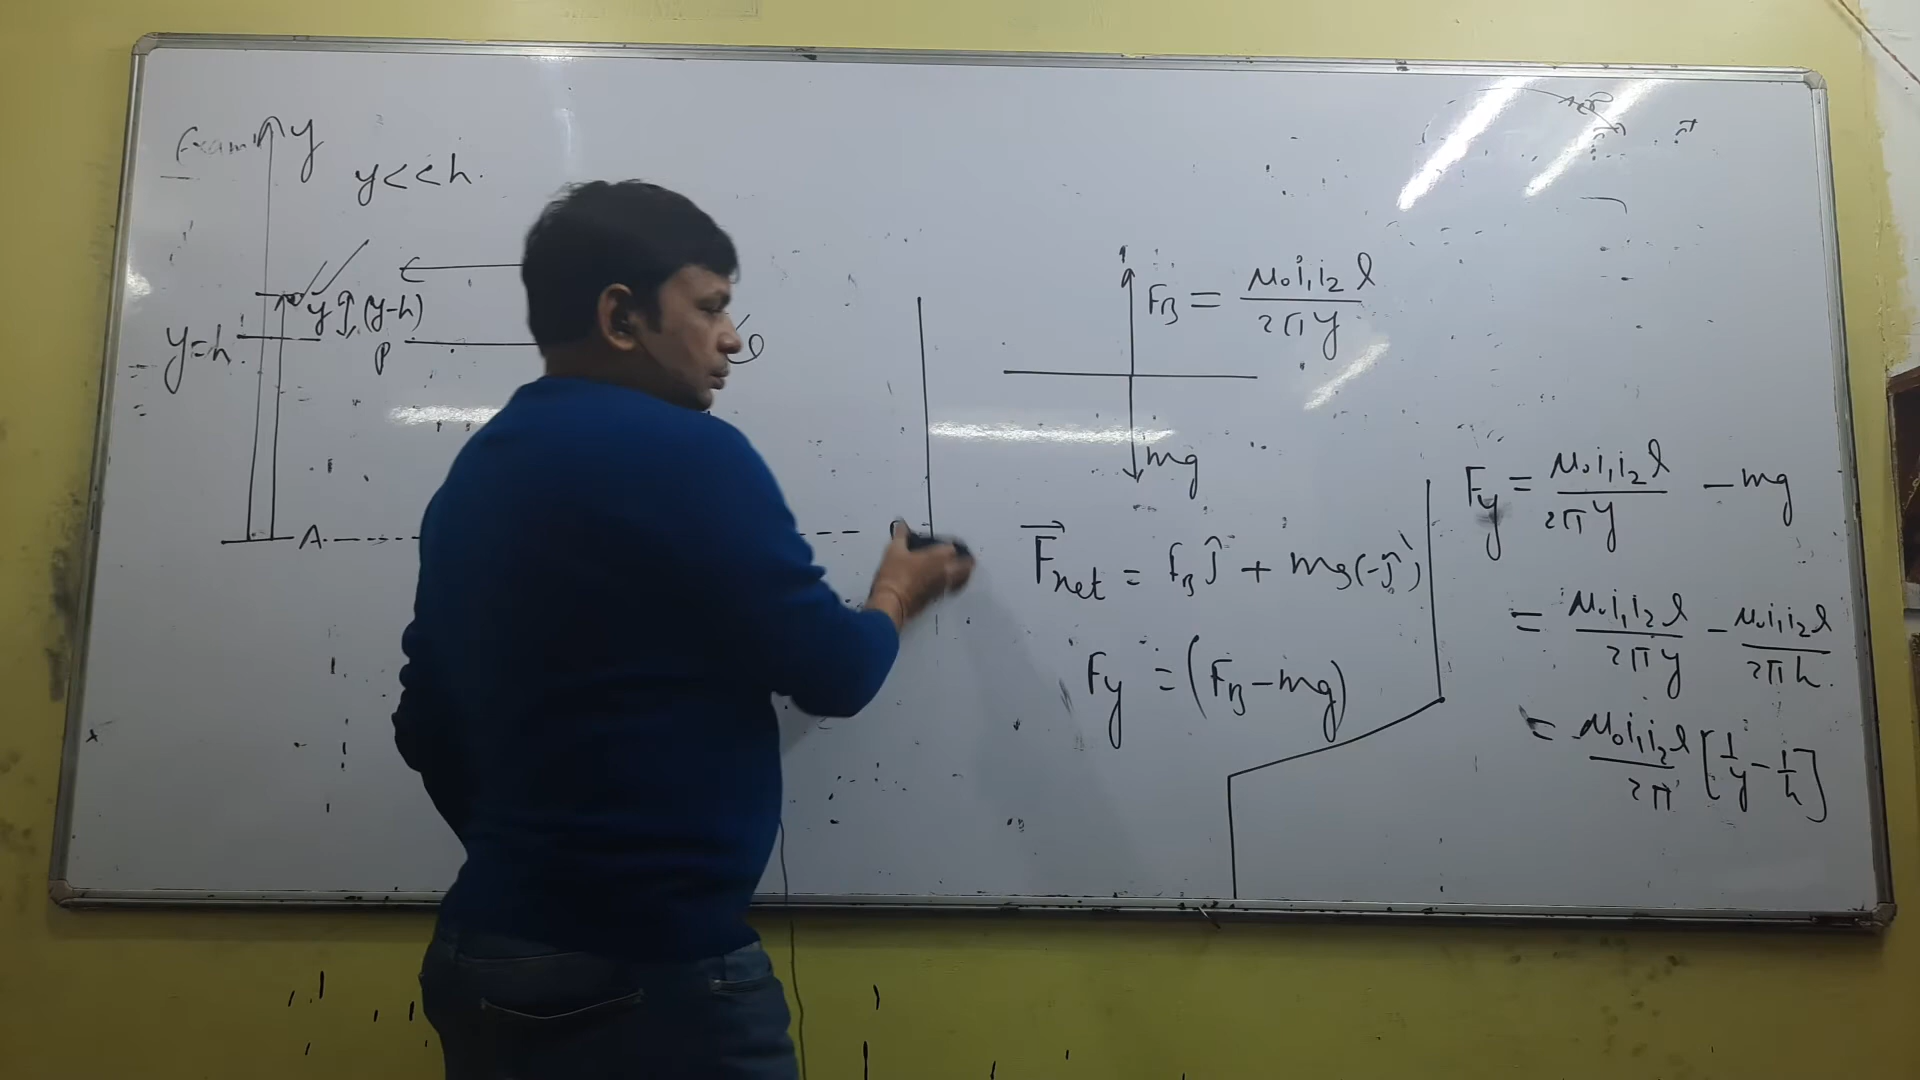 Exam
y
y<<h.
y ↕ (y-h)
y=h.
P
A
F_B = μ₀i₁i₂l / 2πy
mg
F⃗_net = F_B ĵ + mg(-ĵ)
F_y = (F_B - mg)
F_y = μ₀i₁i₂l / 2πy - mg
= μ₀i₁i₂l / 2πy - μ₀i₁i₂l / 2πh.
= μ₀i₁i₂l / 2π [1/y - 1/h]